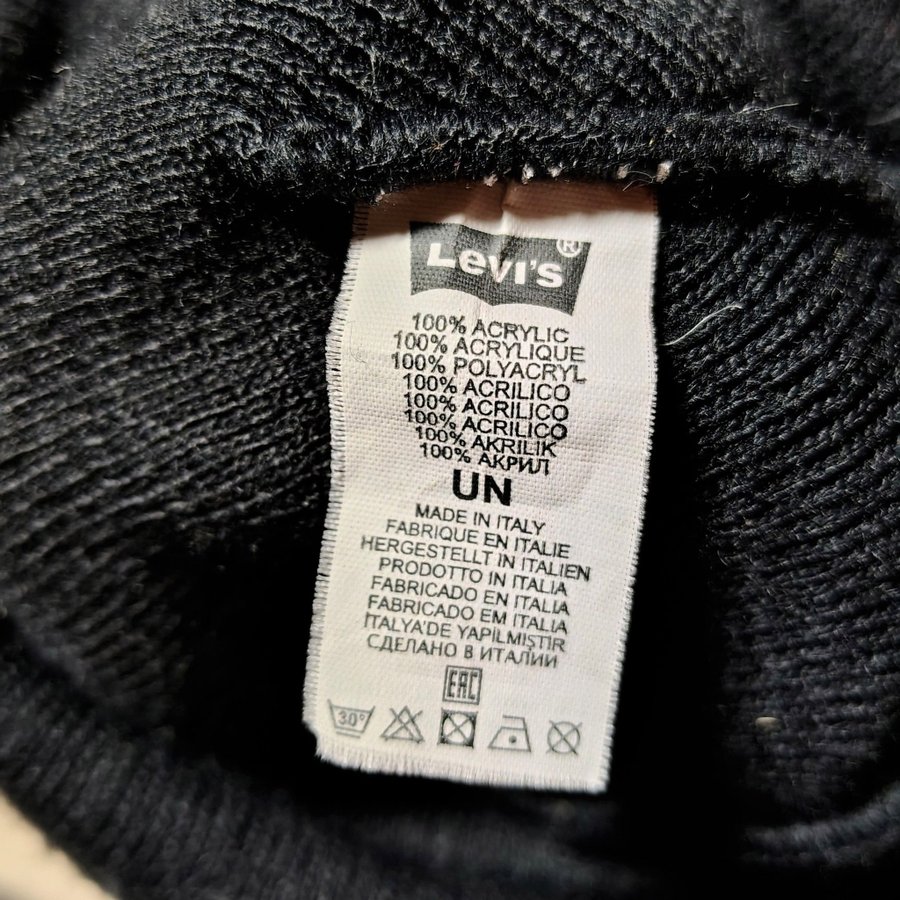 Levi's®
100% ACRYLIC
100% ACRYLIQUE
100% POLYACRYL
100% ACRILICO
100% ACRILICO
100% ACRILICO
100% AKRILIK
100% АКРИЛ
UN
MADE IN ITALY
FABRIQUE EN ITALIE
HERGESTELLT IN ITALIEN
PRODOTTO IN ITALIA
FABRICADO EN ITALIA
FABRICADO EM ITALIA
ITALYA'DE YAPILMISTIR
СДЕЛАНО В ИТАЛИИ
EAC
30°